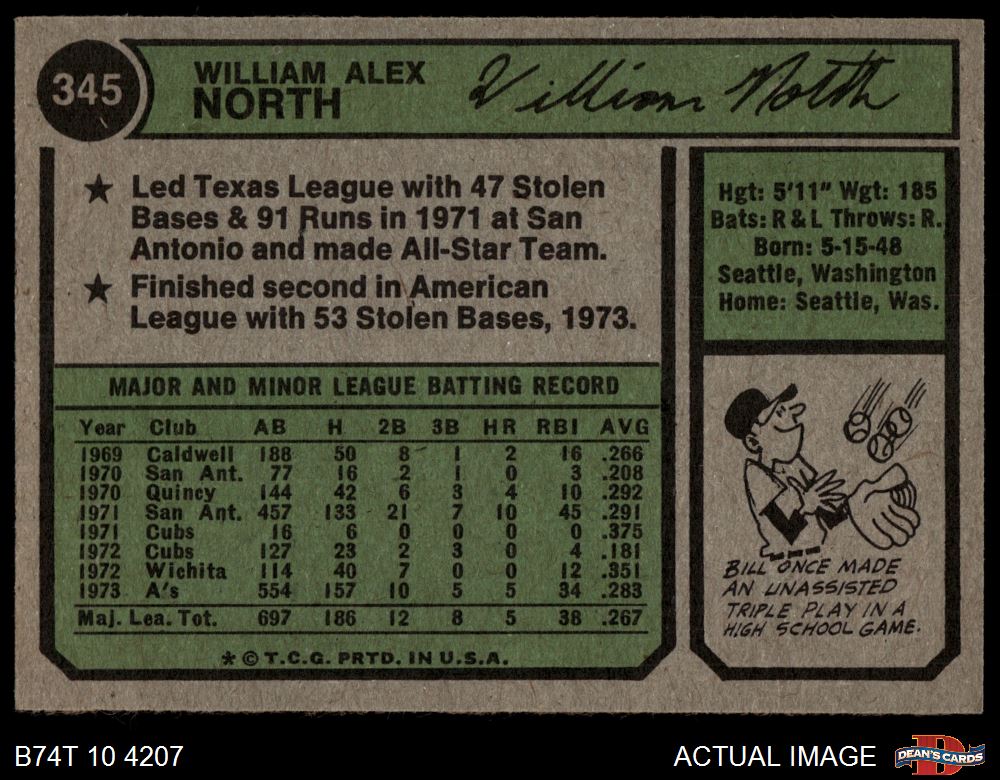 345
WILLIAM ALEX
NORTH
William North
★ Led Texas League with 47 Stolen
Bases & 91 Runs in 1971 at San
Antonio and made All-Star Team.
★ Finished second in American
League with 53 Stolen Bases, 1973.
Hgt: 5'11" Wgt: 185
Bats: R & L Throws: R.
Born: 5-15-48
Seattle, Washington
Home: Seattle, Was.
MAJOR AND MINOR LEAGUE BATTING RECORD
Year Club AB H 2B 3B HR RBI AVG
1969 Caldwell 188 50 8 1 2 16 .266
1970 San Ant. 77 16 2 1 0 3 .208
1970 Quincy 144 42 6 3 4 10 .292
1971 San Ant. 457 133 21 7 10 45 .291
1971 Cubs 16 6 0 0 0 0 .375
1972 Cubs 127 23 2 3 0 4 .181
1972 Wichita 114 40 7 0 0 12 .351
1973 A's 554 157 10 5 5 34 .283
Maj. Lea. Tot. 697 186 12 8 5 38 .267
* © T.C.G. PRTD. IN U.S.A.
BILL ONCE MADE
AN UNASSISTED
TRIPLE PLAY IN A
HIGH SCHOOL GAME.
B74T 10 4207
ACTUAL IMAGE
DEAN'S CARDS